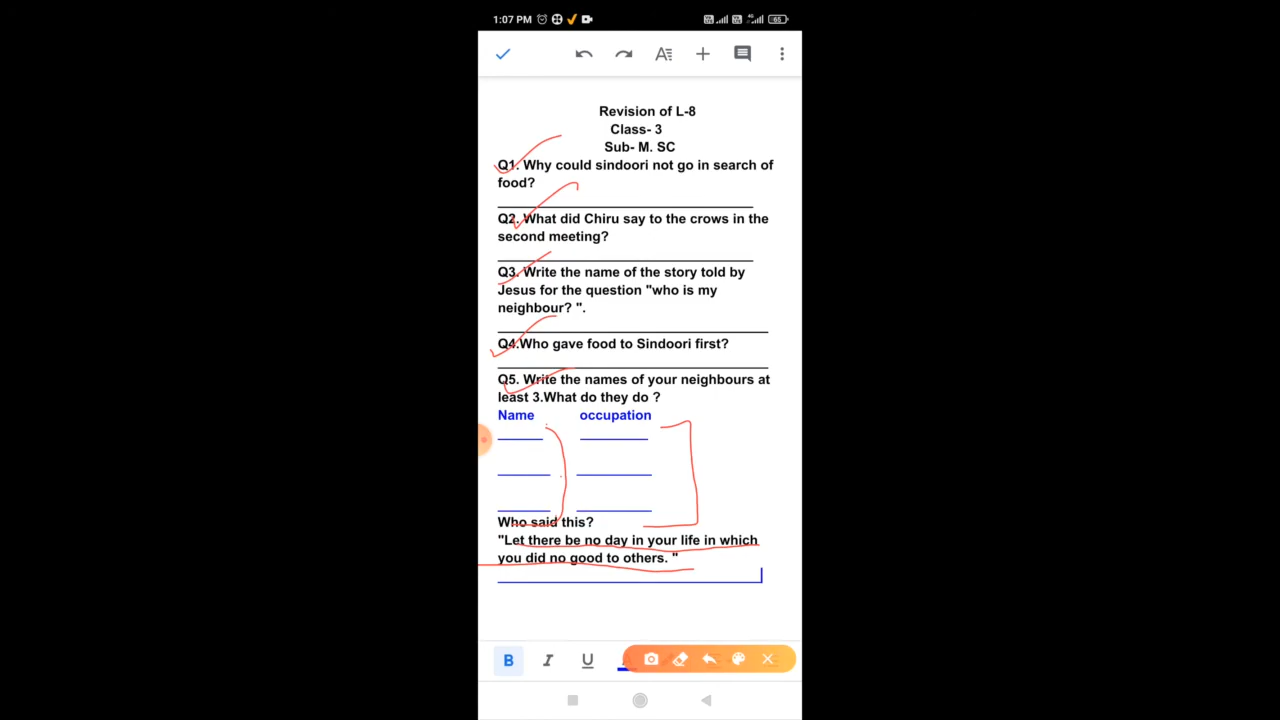 1:07 PM
65
Revision of L-8
Class- 3
Sub- M. SC
Q1. Why could sindoori not go in search of
food?
Q2. What did Chiru say to the crows in the
second meeting?
Q3. Write the name of the story told by
Jesus for the question "who is my
neighbour? ".
Q4.Who gave food to Sindoori first?
Q5. Write the names of your neighbours at
least 3.What do they do ?
Name occupation
Who said this?
"Let there be no day in your life in which
you did no good to others. "
B I U